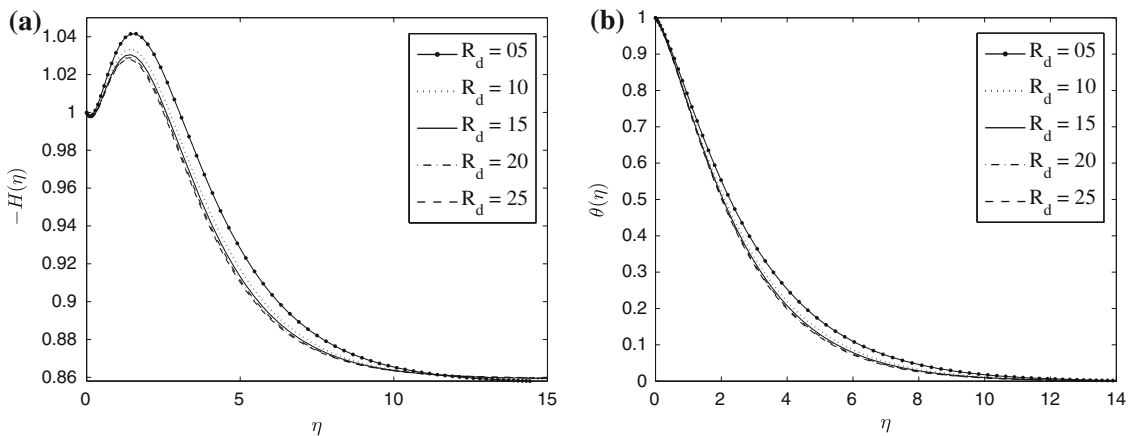 (a)
1.04
1.02
1
0.98
0.96
0.94
0.92
0.9
0.88
0.86
−H(η)
0 5 10 15
η
R_d = 05
R_d = 10
R_d = 15
R_d = 20
R_d = 25
(b)
1
0.9
0.8
0.7
0.6
0.5
0.4
0.3
0.2
0.1
0
θ(η)
0 2 4 6 8 10 12 14
η
R_d = 05
R_d = 10
R_d = 15
R_d = 20
R_d = 25